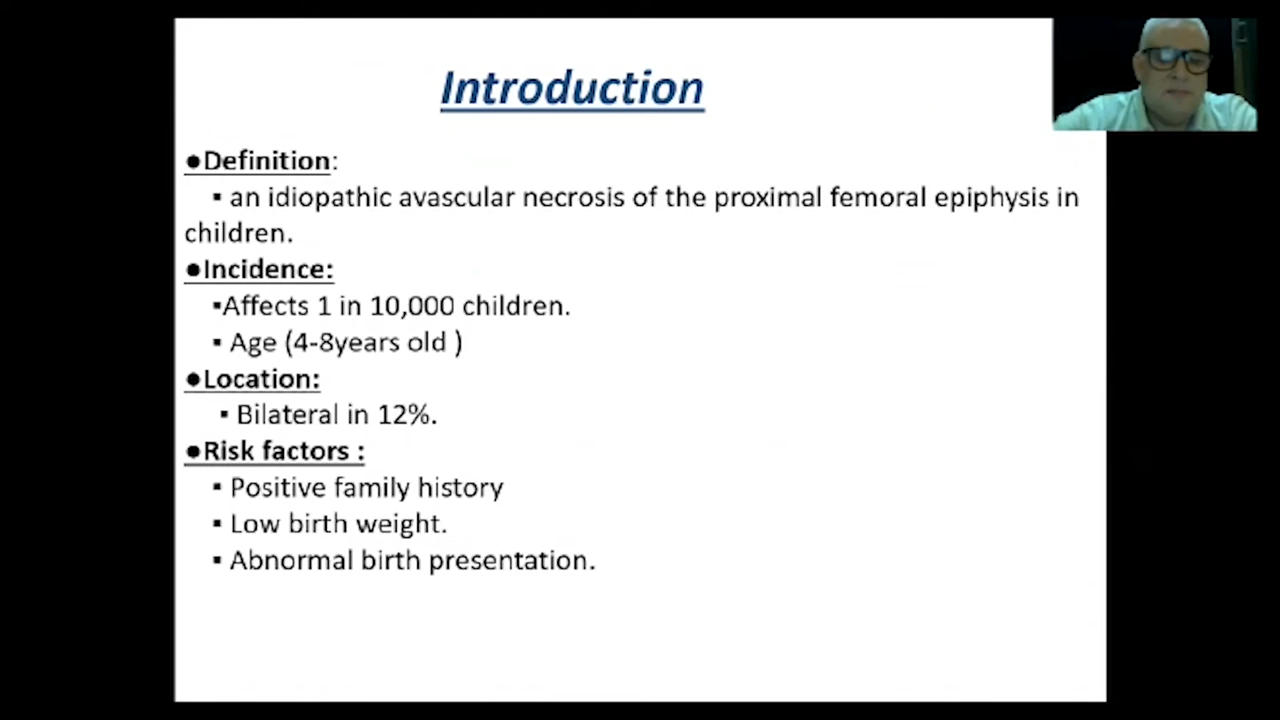 Introduction
●Definition:
▪ an idiopathic avascular necrosis of the proximal femoral epiphysis in
children.
●Incidence:
▪Affects 1 in 10,000 children.
▪ Age (4-8years old )
●Location:
▪ Bilateral in 12%.
●Risk factors :
▪ Positive family history
▪ Low birth weight.
▪ Abnormal birth presentation.